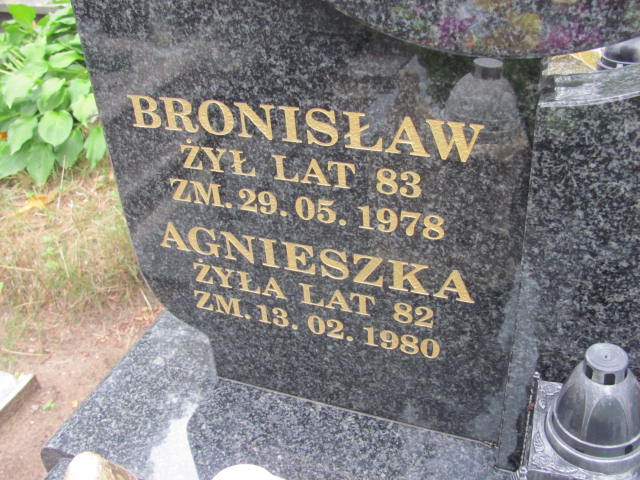 BRONISŁAW
ŻYŁ LAT 83
ZM. 29. 05. 1978
AGNIESZKA
ŻYŁA LAT 82
ZM. 13. 02. 1980